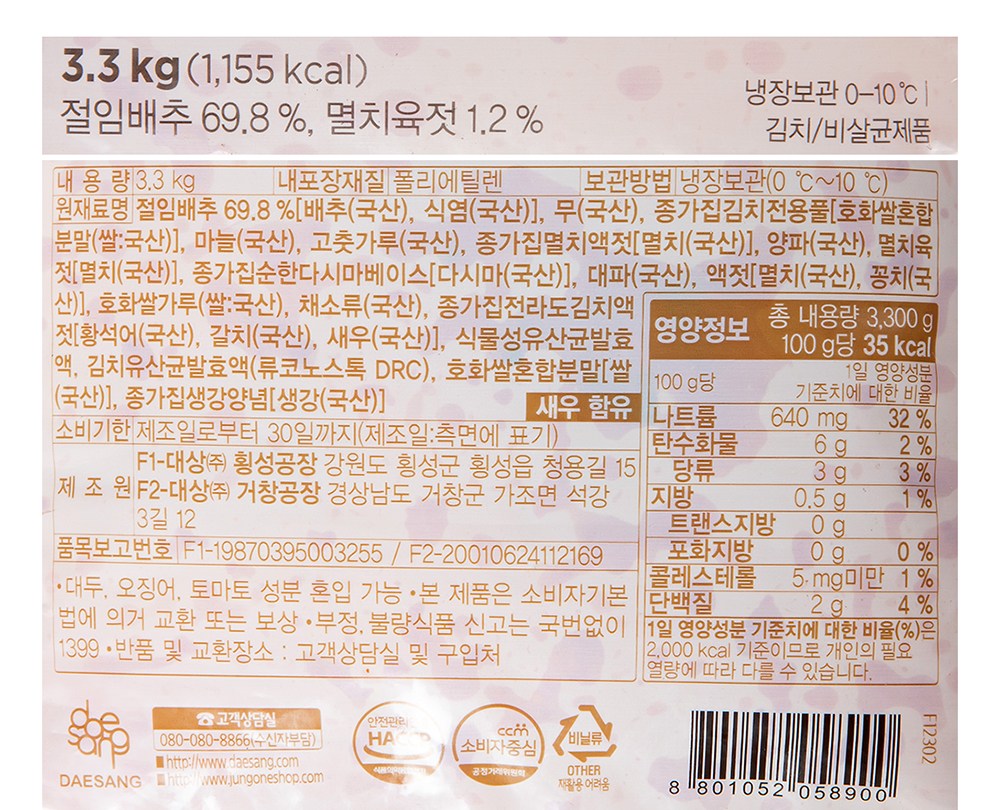 3.3 kg (1,155 kcal)
절임배추 69.8 %, 멸치육젓 1.2 %
냉장보관 0–10℃ |
김치/비살균제품
내 용 량 3.3 kg 내포장재질 폴리에틸렌 보관방법 냉장보관(0 ℃~10 ℃)
원재료명 절임배추 69.8 %[배추(국산), 식염(국산)], 무(국산), 종가집김치전용풀[호화쌀혼합
분말(쌀:국산)], 마늘(국산), 고춧가루(국산), 종가집멸치액젓[멸치(국산)], 양파(국산), 멸치육
젓[멸치(국산)], 종가집순한다시마베이스[다시마(국산)], 대파(국산), 액젓[멸치(국산), 꽁치(국
산)], 호화쌀가루(쌀:국산), 채소류(국산), 종가집전라도김치액
젓[황석어(국산), 갈치(국산), 새우(국산)], 식물성유산균발효
액, 김치유산균발효액(류코노스톡 DRC), 호화쌀혼합분말[쌀
(국산)], 종가집생강양념[생강(국산)]
새우 함유
소비기한 제조일로부터 30일까지(제조일:측면에 표기)
제 조 원 F1-대상㈜ 횡성공장 강원도 횡성군 횡성읍 청용길 15
F2-대상㈜ 거창공장 경상남도 거창군 가조면 석강
3길 12
품목보고번호 F1-19870395003255 / F2-20010624112169
•대두, 오징어, 토마토 성분 혼입 가능 •본 제품은 소비자기본
법에 의거 교환 또는 보상 •부정, 불량식품 신고는 국번없이
1399 •반품 및 교환장소 : 고객상담실 및 구입처
영양정보 총 내용량 3,300 g
100 g당 35 kcal
100 g당 1일 영양성분
기준치에 대한 비율
나트륨 640 mg 32 %
탄수화물 6 g 2 %
당류 3 g 3 %
지방 0.5 g 1 %
트랜스지방 0 g
포화지방 0 g 0 %
콜레스테롤 5 mg미만 1 %
단백질 2 g 4 %
1일 영양성분 기준치에 대한 비율(%)은
2,000 kcal 기준이므로 개인의 필요
열량에 따라 다를 수 있습니다.
DAESANG
☎고객상담실
080-080-8866(수신자부담)
http://www.daesang.com
http://www.jungoneshop.com
안전관리
HACCP
식품의약품안전처
ccm
소비자중심
공정거래위원회
비닐류
OTHER
재활용 어려움
8 801052 058900
F12302